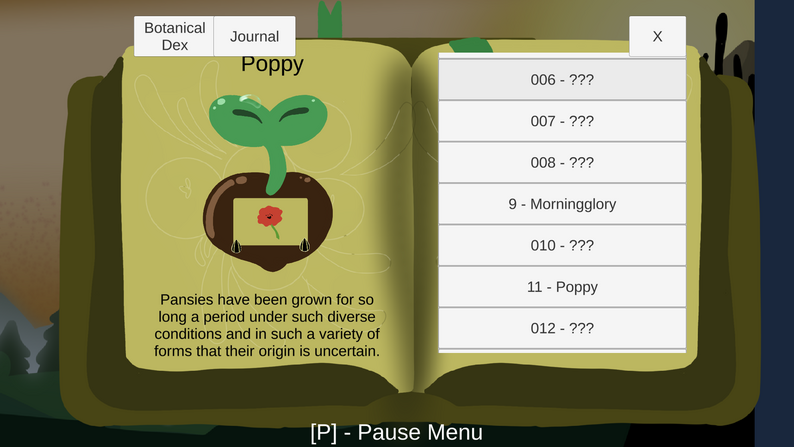 Botanical
Dex
Journal
X
Poppy
Pansies have been grown for so
long a period under such diverse
conditions and in such a variety of
forms that their origin is uncertain.
006 - ???
007 - ???
008 - ???
9 - Morningglory
010 - ???
11 - Poppy
012 - ???
[P] - Pause Menu